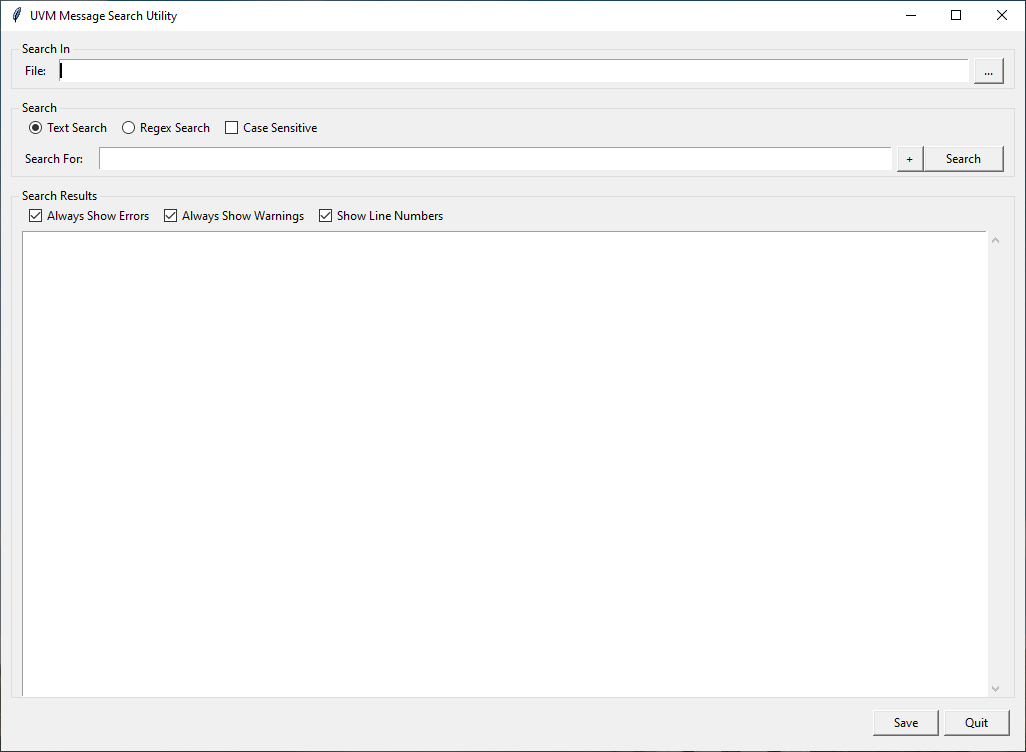 UVM Message Search Utility
Search In
File: ...
Search
Text Search Regex Search Case Sensitive
Search For: + Search
Search Results
Always Show Errors Always Show Warnings Show Line Numbers
Save Quit